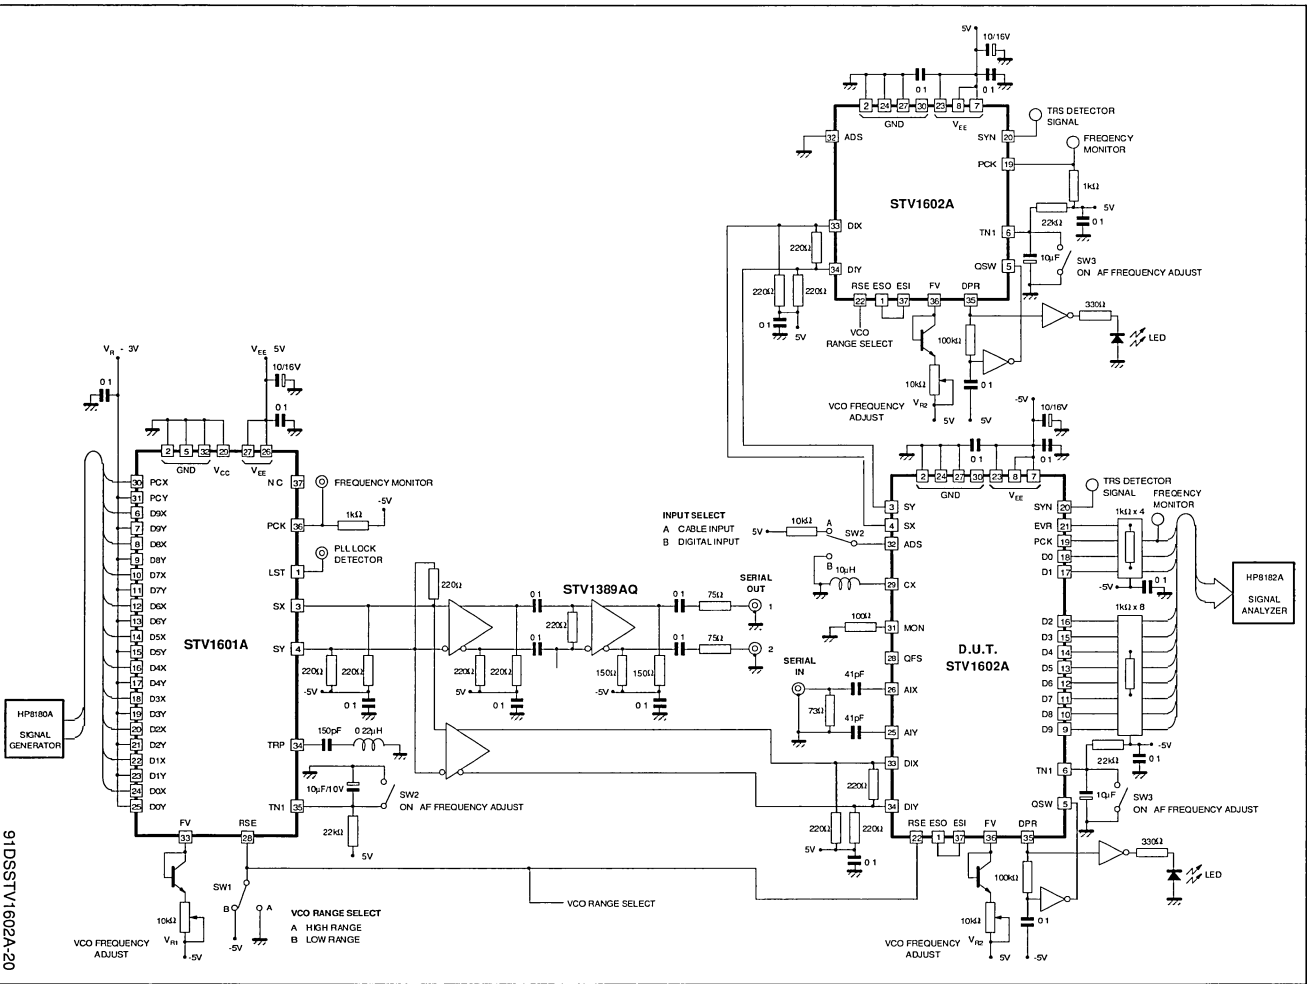 5V
10/16V
0 1
0 1
2 24 27 30 23 8 7
GND
VEE
TRS DETECTOR
SIGNAL
32 ADS
SYN 20
FREQENCY
MONITOR
PCK 19
1kΩ
STV1602A
5V
22kΩ
0 1
33 DIX
TN1 6
220Ω
10µF
SW3
ON AF FREQUENCY ADJUST
34 DIY
QSW 5
220Ω
220Ω
RSE ESO ESI FV DPR
22 1 37 36 35
0 1
5V
VCO
RANGE SELECT
330Ω
LED
100kΩ
10kΩ
0 1
VCO FREQUENCY
ADJUST
VR2
5V
5V
VR - 3V
VEE 5V
10/16V
0 1
0 1
2 5 32 20 27 26
GND
VCC
VEE
-5V
10/16V
0 1
0 1
2 24 27 30 23 8 7
GND
VEE
30 PCX
31 PCY
6 D9X
7 D9Y
8 D8X
9 D8Y
10 D7X
11 D7Y
12 D6X
13 D6Y
14 D5X
15 D5Y
16 D4X
17 D4Y
18 D3X
19 D3Y
20 D2X
21 D2Y
22 D1X
23 D1Y
24 D0X
25 D0Y
STV1601A
NC 37
PCK 36
LST 1
SX 3
SY 4
TRP 34
TN1 35
FV
33
RSE
28
HP8180A
SIGNAL
GENERATOR
FREQUENCY MONITOR
-5V
1kΩ
PLL LOCK
DETECTOR
220Ω
STV1389AQ
0 1
0 1
220Ω
0 1
0 1
75Ω
75Ω
SERIAL
OUT
1
2
220Ω
220Ω
-5V
0 1
220Ω
220Ω
5V
0 1
150Ω
150Ω
-5V
0 1
150pF
0 22µH
10µF/10V
SW2
ON AF FREQUENCY ADJUST
22kΩ
5V
SW1
B
A
-5V
10kΩ
VR1
-5V
VCO FREQUENCY
ADJUST
VCO RANGE SELECT
A HIGH RANGE
B LOW RANGE
VCO RANGE SELECT
INPUT SELECT
A CABLE INPUT
B DIGITAL INPUT
5V
10kΩ
A
SW2
B
10µH
100Ω
SERIAL
IN
41pF
73Ω
41pF
3 SY
4 SX
32 ADS
29 CX
31 MON
28 QFS
26 AIX
25 AIY
33 DIX
34 DIY
220Ω
220Ω
220Ω
5V
0 1
D.U.T.
STV1602A
SYN 20
EVR 21
PCK 19
D0 18
D1 17
D2 16
D3 15
D4 14
D5 13
D6 12
D7 11
D8 10
D9 9
TN1 6
QSW 5
TRS DETECTOR
SIGNAL
FREQENCY
MONITOR
1kΩ x 4
-5V
0 1
1kΩ x 8
HP8182A
SIGNAL
ANALYZER
22kΩ
-5V
0 1
10µF
SW3
ON AF FREQUENCY ADJUST
RSE ESO ESI FV DPR
22 1 37 36 35
330Ω
LED
100kΩ
10kΩ
0 1
VCO FREQUENCY
ADJUST
VR2
5V
5V
91DSSTV1602A-20